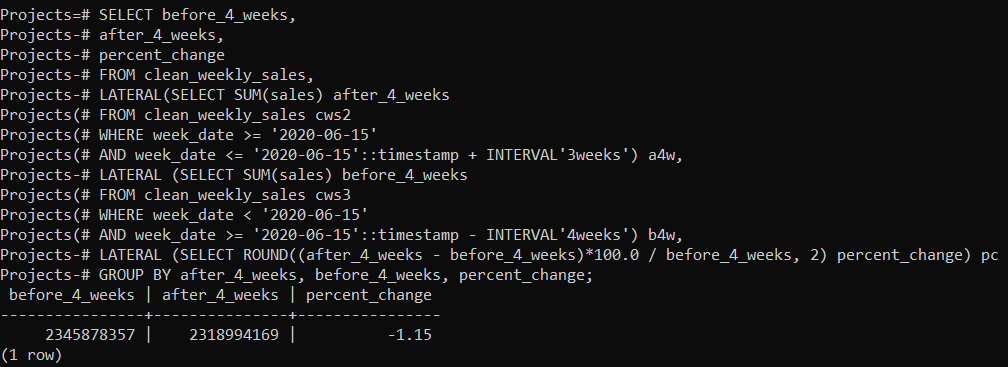 Projects=# SELECT before_4_weeks,
Projects-# after_4_weeks,
Projects-# percent_change
Projects-# FROM clean_weekly_sales,
Projects-# LATERAL(SELECT SUM(sales) after_4_weeks
Projects(# FROM clean_weekly_sales cws2
Projects(# WHERE week_date >= '2020-06-15'
Projects(# AND week_date <= '2020-06-15'::timestamp + INTERVAL'3weeks') a4w,
Projects-# LATERAL (SELECT SUM(sales) before_4_weeks
Projects(# FROM clean_weekly_sales cws3
Projects(# WHERE week_date < '2020-06-15'
Projects(# AND week_date >= '2020-06-15'::timestamp - INTERVAL'4weeks') b4w,
Projects-# LATERAL (SELECT ROUND((after_4_weeks - before_4_weeks)*100.0 / before_4_weeks, 2) percent_change) pc
Projects-# GROUP BY after_4_weeks, before_4_weeks, percent_change;
 before_4_weeks | after_4_weeks | percent_change
----------------+---------------+----------------
     2345878357 |    2318994169 |          -1.15
(1 row)